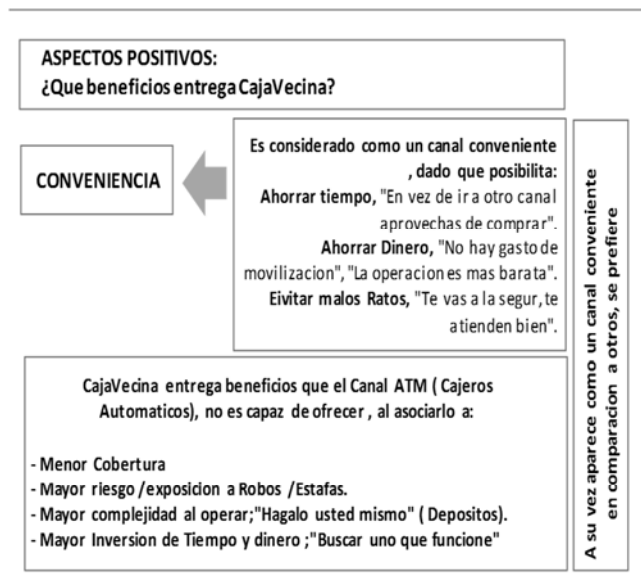 ASPECTOS POSITIVOS:
¿Que beneficios entrega CajaVecina?
CONVENIENCIA
Es considerado como un canal conveniente
, dado que posibilita:
Ahorrar tiempo, "En vez de ir a otro canal
aprovechas de comprar".
Ahorrar Dinero, "No hay gasto de
movilizacion", "La operacion es mas barata".
Eivitar malos Ratos, "Te vas a la segur, te
atienden bien".
A su vez aparece como un canal conveniente
en comparacion a otros, se prefiere
CajaVecina entrega beneficios que el Canal ATM ( Cajeros
Automaticos), no es capaz de ofrecer , al asociarlo a:
- Menor Cobertura
- Mayor riesgo /exposicion a Robos /Estafas.
- Mayor complejidad al operar;"Hagalo usted mismo" ( Depositos).
- Mayor Inversion de Tiempo y dinero ;"Buscar uno que funcione"